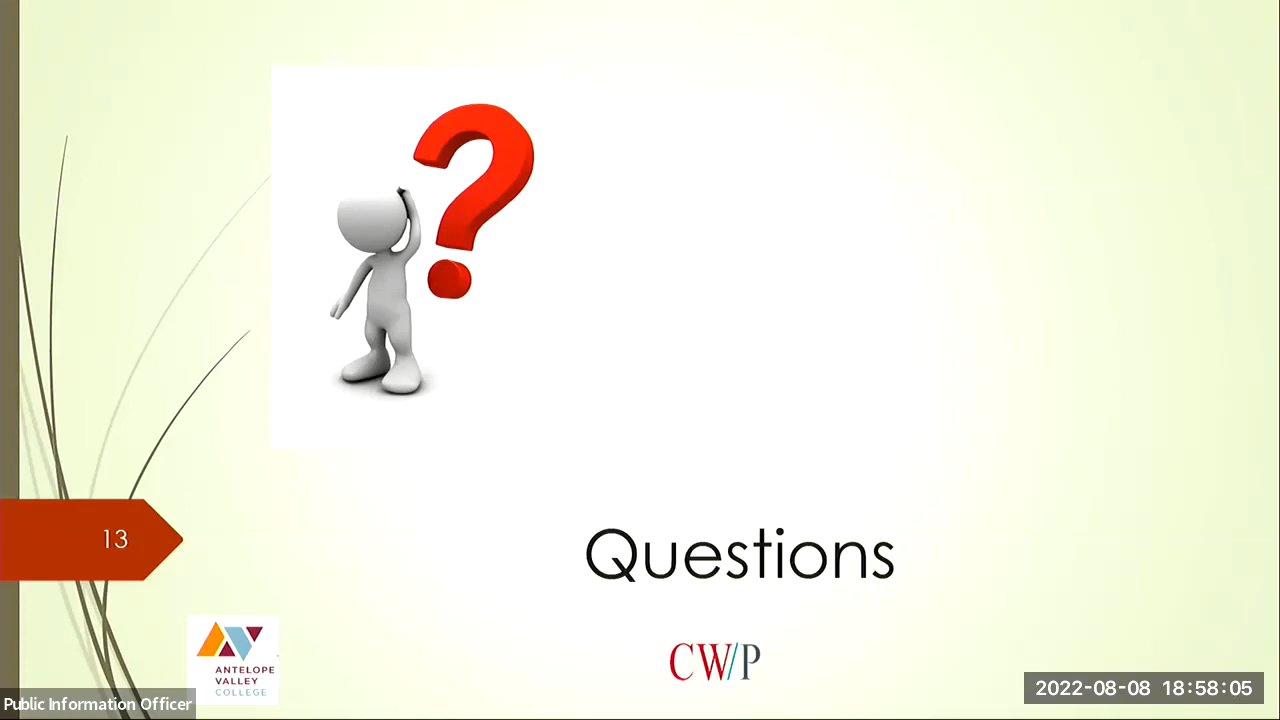 13
Questions
ANTELOPE
VALLEY
COLLEGE
CW/P
Public Information Officer
2022-08-08 18:58:05